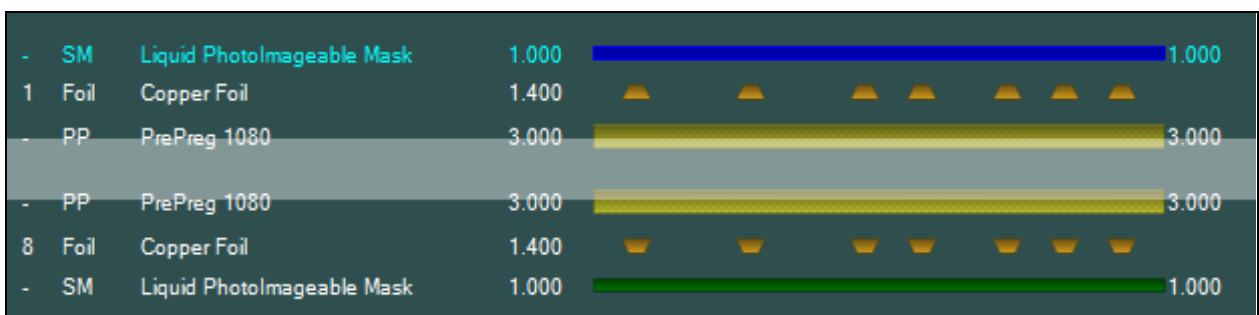 - SM Liquid PhotoImageable Mask 1.000 1.000
1 Foil Copper Foil 1.400
- PP PrePreg 1080 3.000 3.000
- PP PrePreg 1080 3.000 3.000
8 Foil Copper Foil 1.400
- SM Liquid PhotoImageable Mask 1.000 1.000